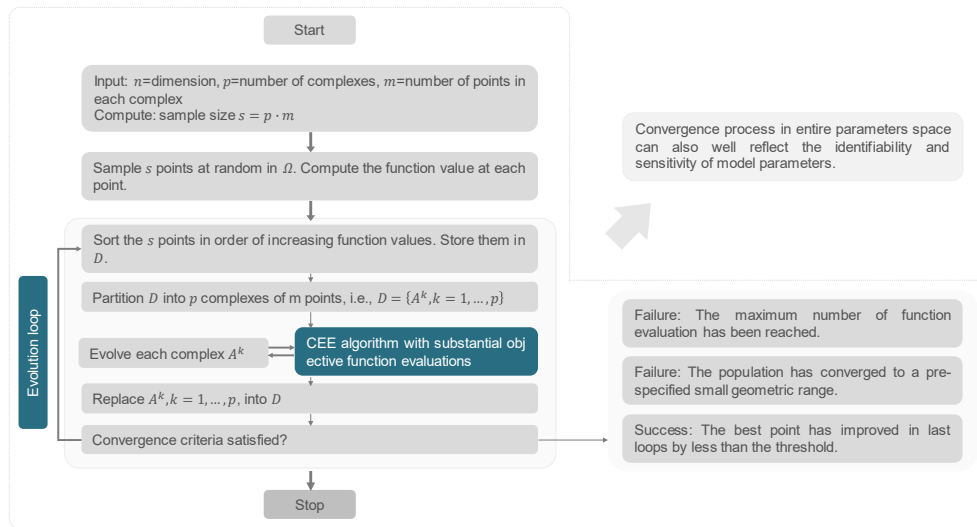 Start
Input: n=dimension, p=number of complexes, m=number of points in
each complex
Compute: sample size s = p · m
Sample s points at random in Ω. Compute the function value at each
point.
Sort the s points in order of increasing function values. Store them in
D.
Partition D into p complexes of m points, i.e., D = {A^k, k = 1, ..., p}
Evolve each complex A^k
CEE algorithm with substantial obj
ective function evaluations
Replace A^k, k = 1, ..., p, into D
Convergence criteria satisfied?
Stop
Evolution loop
Convergence process in entire parameters space
can also well reflect the identifiability and
sensitivity of model parameters.
Failure: The maximum number of function
evaluation has been reached.
Failure: The population has converged to a pre-
specified small geometric range.
Success: The best point has improved in last
loops by less than the threshold.